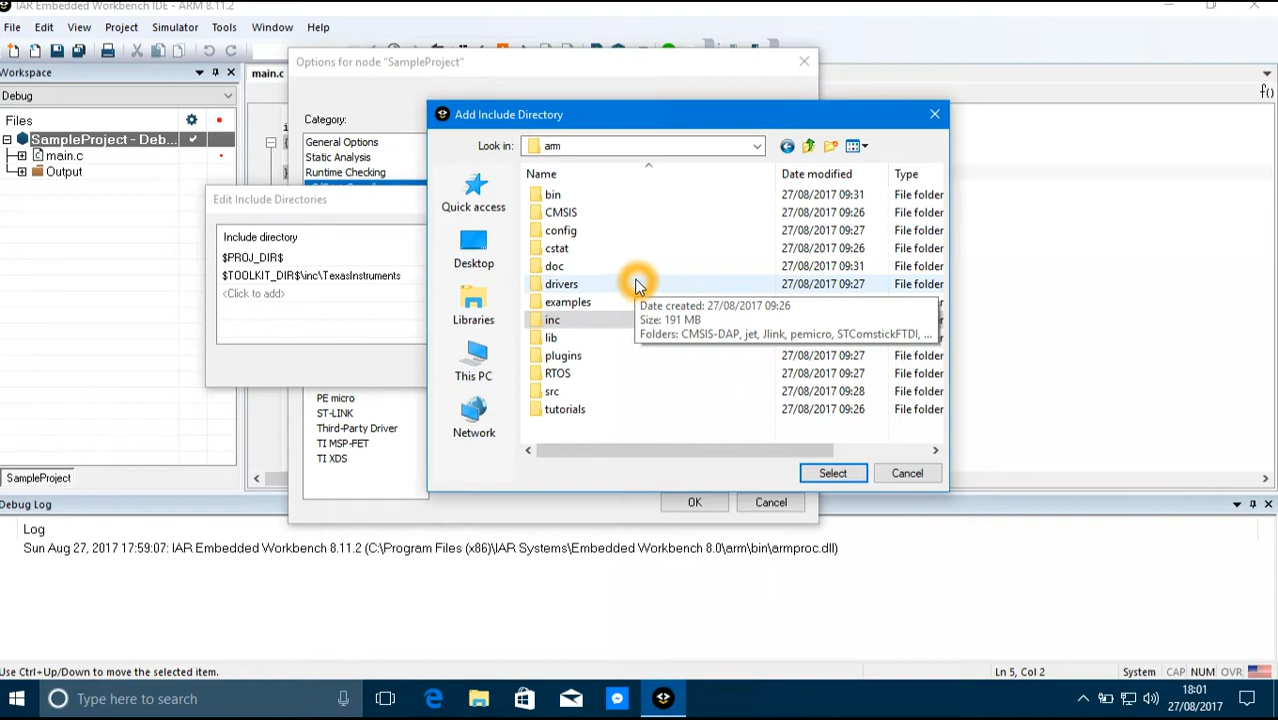 IAR Embedded Workbench IDE - ARM 8.11.2
File Edit View Project Simulator Tools Window Help
Workspace
main.c
f()
Debug
Files
SampleProject - Deb...
main.c
Output
SampleProject
Options for node "SampleProject"
Category:
General Options
Static Analysis
Runtime Checking
PE micro
ST-LINK
Third-Party Driver
TI MSP-FET
TI XDS
OK Cancel
Edit Include Directories
Include directory
$PROJ_DIR$
$TOOLKIT_DIR$\inc\TexasInstruments
<Click to add>
Add Include Directory
Look in: arm
Quick access
Desktop
Libraries
This PC
Network
Name Date modified Type
bin 27/08/2017 09:31 File folder
CMSIS 27/08/2017 09:26 File folder
config 27/08/2017 09:27 File folder
cstat 27/08/2017 09:26 File folder
doc 27/08/2017 09:31 File folder
drivers 27/08/2017 09:27 File folder
examples
inc
lib
plugins 27/08/2017 09:27 File folder
RTOS 27/08/2017 09:27 File folder
src 27/08/2017 09:28 File folder
tutorials 27/08/2017 09:26 File folder
Date created: 27/08/2017 09:26
Size: 191 MB
Folders: CMSIS-DAP, jet, Jlink, pemicro, STComstickFTDI, ...
Select Cancel
Debug Log
Log
Sun Aug 27, 2017 17:59:07: IAR Embedded Workbench 8.11.2 (C:\Program Files (x86)\IAR Systems\Embedded Workbench 8.0\arm\bin\armproc.dll)
Use Ctrl+Up/Down to move the selected item.
Ln 5, Col 2 System CAP NUM OVR
Type here to search
18:01
27/08/2017